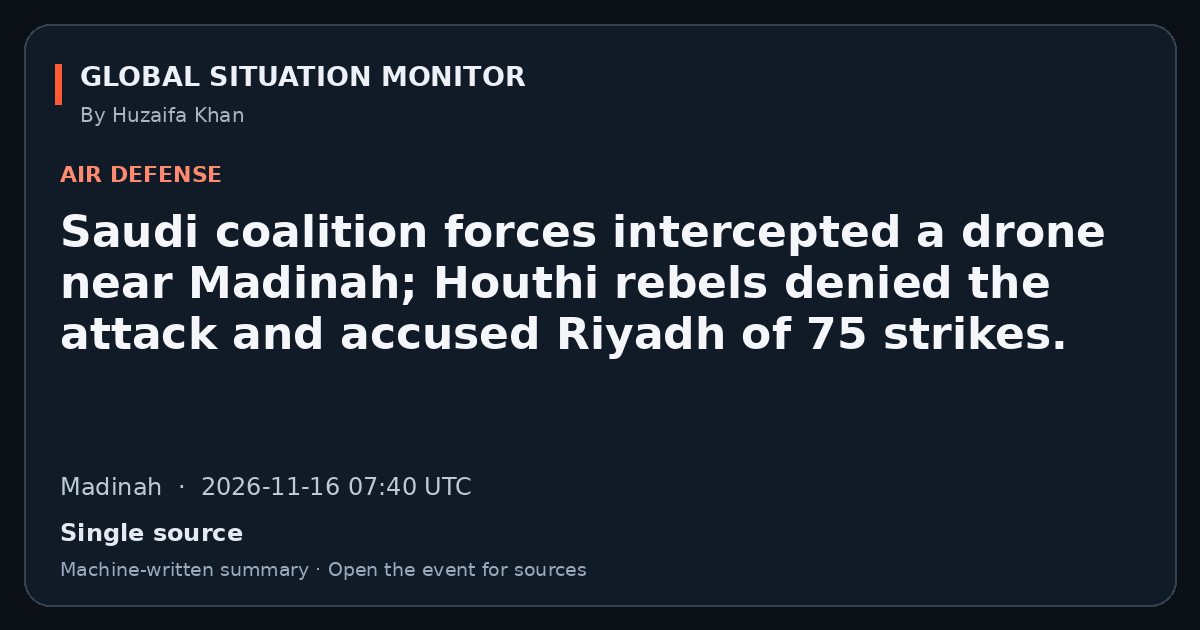 GLOBAL SITUATION MONITOR
By Huzaifa Khan
AIR DEFENSE
Saudi coalition forces intercepted a drone
near Madinah; Houthi rebels denied the
attack and accused Riyadh of 75 strikes.
Madinah · 2026-11-16 07:40 UTC
Single source
Machine-written summary · Open the event for sources